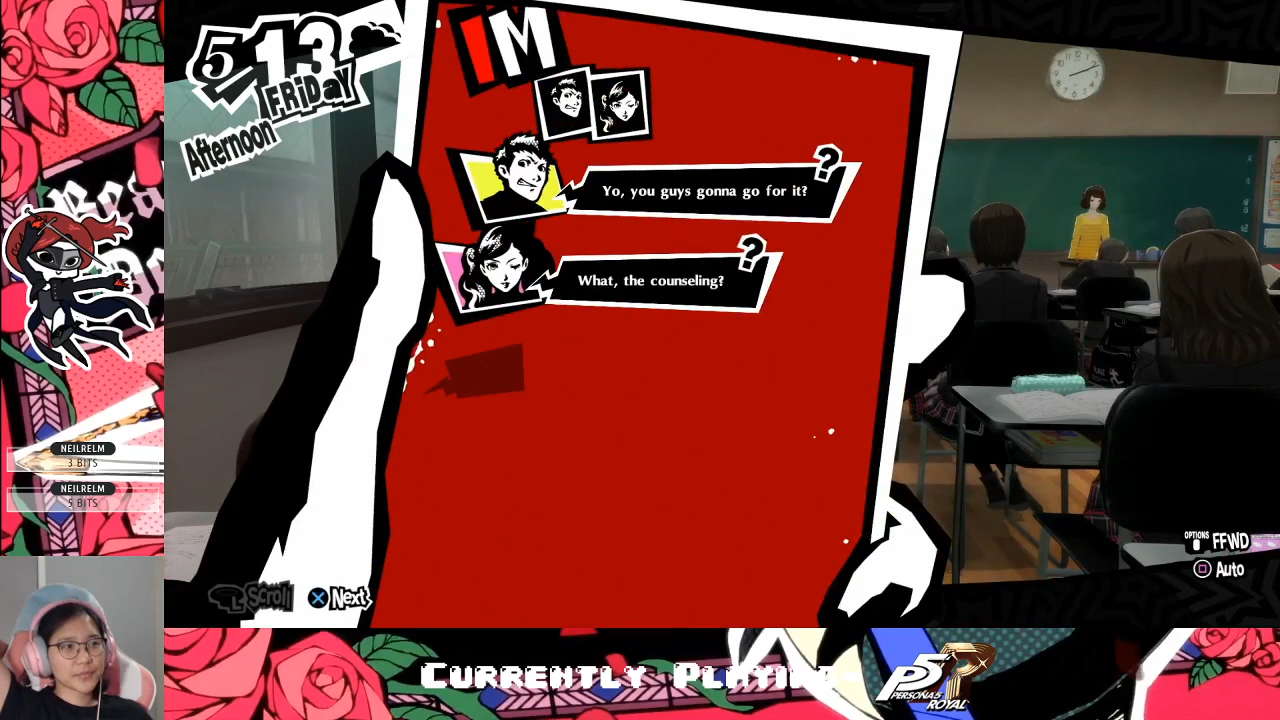 5 13
FRIDAY
Afternoon
IM
Yo, you guys gonna go for it?
?
What, the counseling?
?
NEILRELM
3 BITS
NEILRELM
5 BITS
OPTIONS
FFWD
Auto
L Scroll
Next
CURRENTLY PLAYING
P5R
PERSONA5
ROYAL